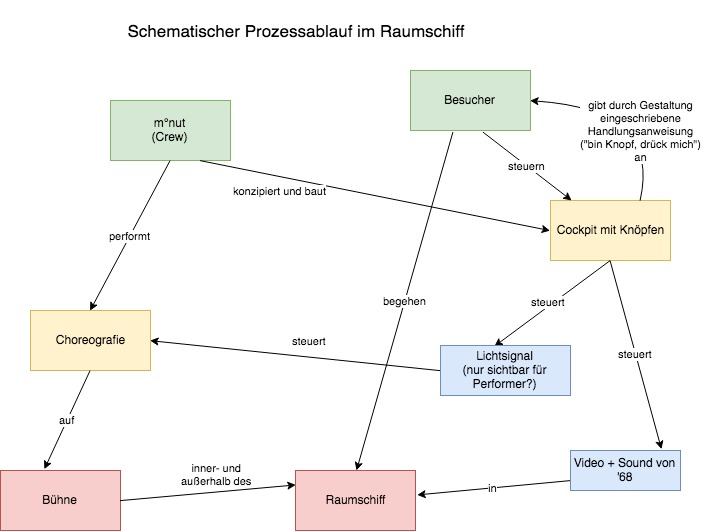 Schematischer Prozessablauf im Raumschiff
Besucher
gibt durch Gestaltung
eingeschriebene
Handlungsanweisung
("bin Knopf, drück mich")
an
m°nut
(Crew)
steuern
konzipiert und baut
Cockpit mit Knöpfen
performt
begehen
steuert
Choreografie
steuert
Lichtsignal
(nur sichtbar für
Performer?)
steuert
auf
Video + Sound von
'68
inner- und
außerhalb des
in
Bühne
Raumschiff